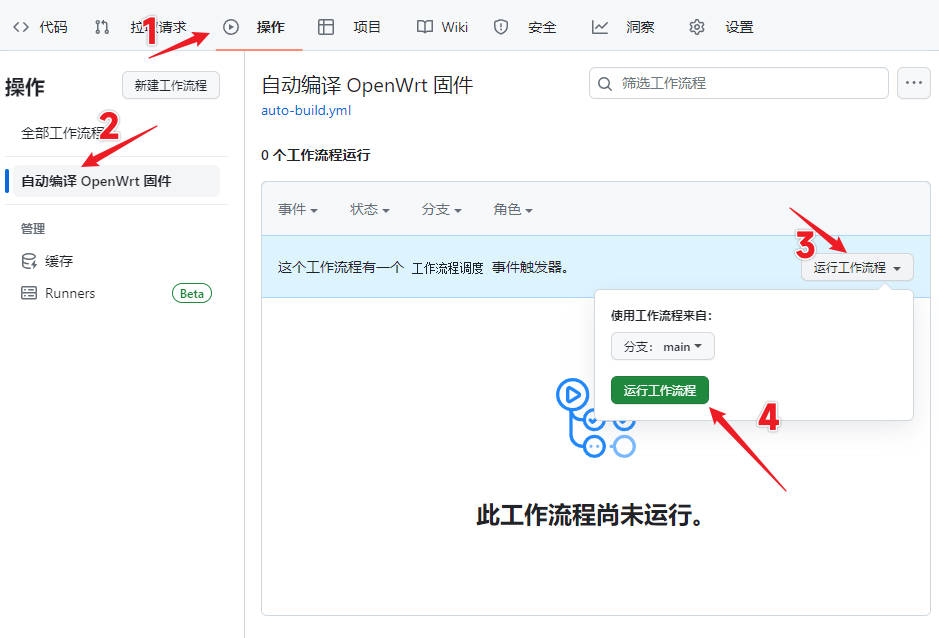 代码 拉取请求 操作 项目 Wiki 安全 洞察 设置
1
操作 新建工作流程
全部工作流程
2
自动编译 OpenWrt 固件
管理
缓存
Runners Beta
自动编译 OpenWrt 固件 筛选工作流程
auto-build.yml
0 个工作流程运行
事件 状态 分支 角色
3
这个工作流程有一个 工作流程调度 事件触发器。 运行工作流程
使用工作流程来自:
分支: main
运行工作流程
4
此工作流程尚未运行。